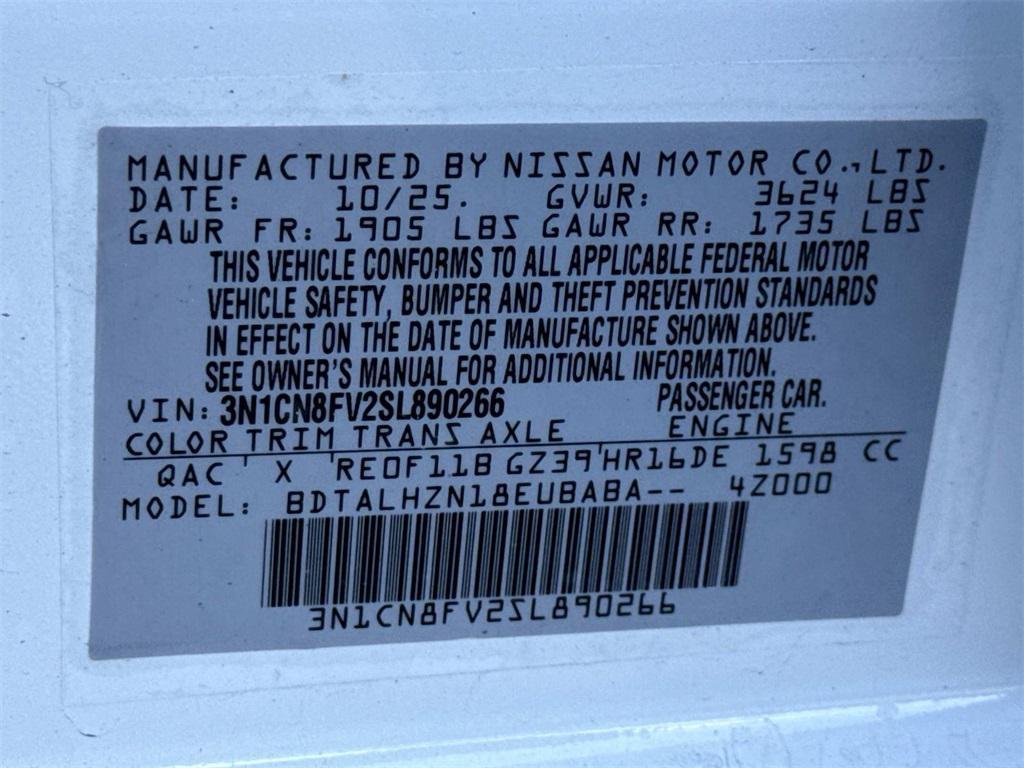 MANUFACTURED BY NISSAN MOTOR CO.,LTD.
DATE: 10/25. GVWR: 3624 LBS
GAWR FR: 1905 LBS GAWR RR: 1735 LBS
THIS VEHICLE CONFORMS TO ALL APPLICABLE FEDERAL MOTOR
VEHICLE SAFETY, BUMPER AND THEFT PREVENTION STANDARDS
IN EFFECT ON THE DATE OF MANUFACTURE SHOWN ABOVE.
SEE OWNER'S MANUAL FOR ADDITIONAL INFORMATION.
VIN: 3N1CN8FV2SL890266 PASSENGER CAR.
COLOR TRIM TRANS AXLE ENGINE
QAC X RE0F11B GZ39 HR16DE 1598 CC
MODEL: BDTALHZN18EUBABA-- 4Z000
3N1CN8FV2SL890266